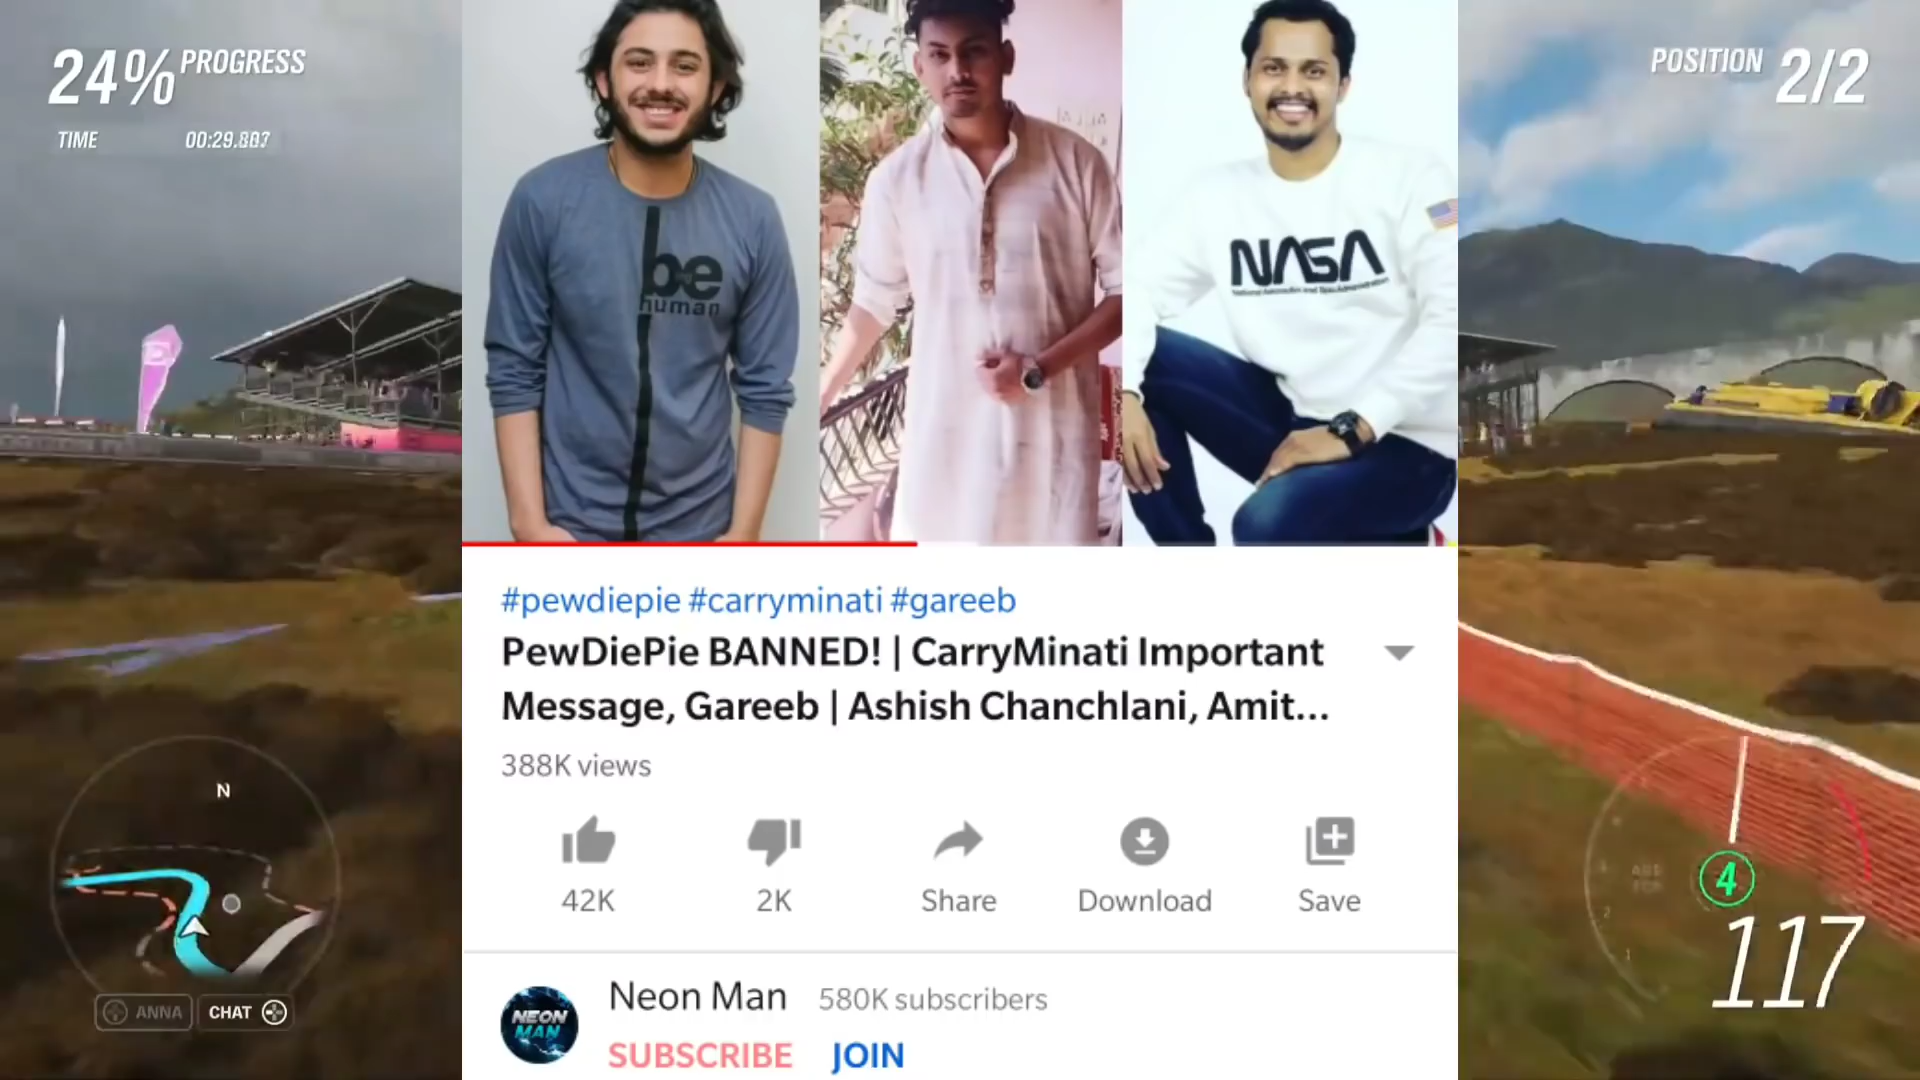 24% PROGRESS
TIME 00:29.807
POSITION 2/2
be
human
NASA
#pewdiepie #carryminati #gareeb
PewDiePie BANNED! | CarryMinati Important
Message, Gareeb | Ashish Chanchlani, Amit...
388K views
42K
2K
Share
Download
Save
Neon Man 580K subscribers
NEON
MAN
SUBSCRIBE JOIN
N
ANNA CHAT
4
117